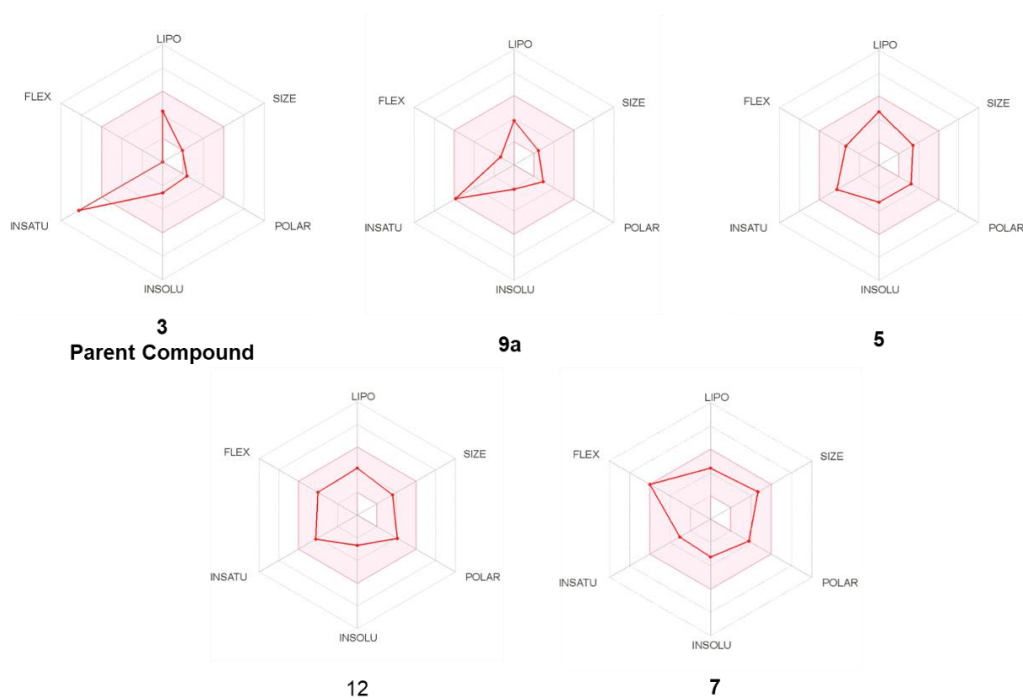 LIPO
FLEX
SIZE
INSATU
POLAR
INSOLU
3
Parent Compound
LIPO
FLEX
SIZE
INSATU
POLAR
INSOLU
9a
LIPO
FLEX
SIZE
INSATU
POLAR
INSOLU
5
LIPO
FLEX
SIZE
INSATU
POLAR
INSOLU
12
LIPO
FLEX
SIZE
INSATU
POLAR
INSOLU
7